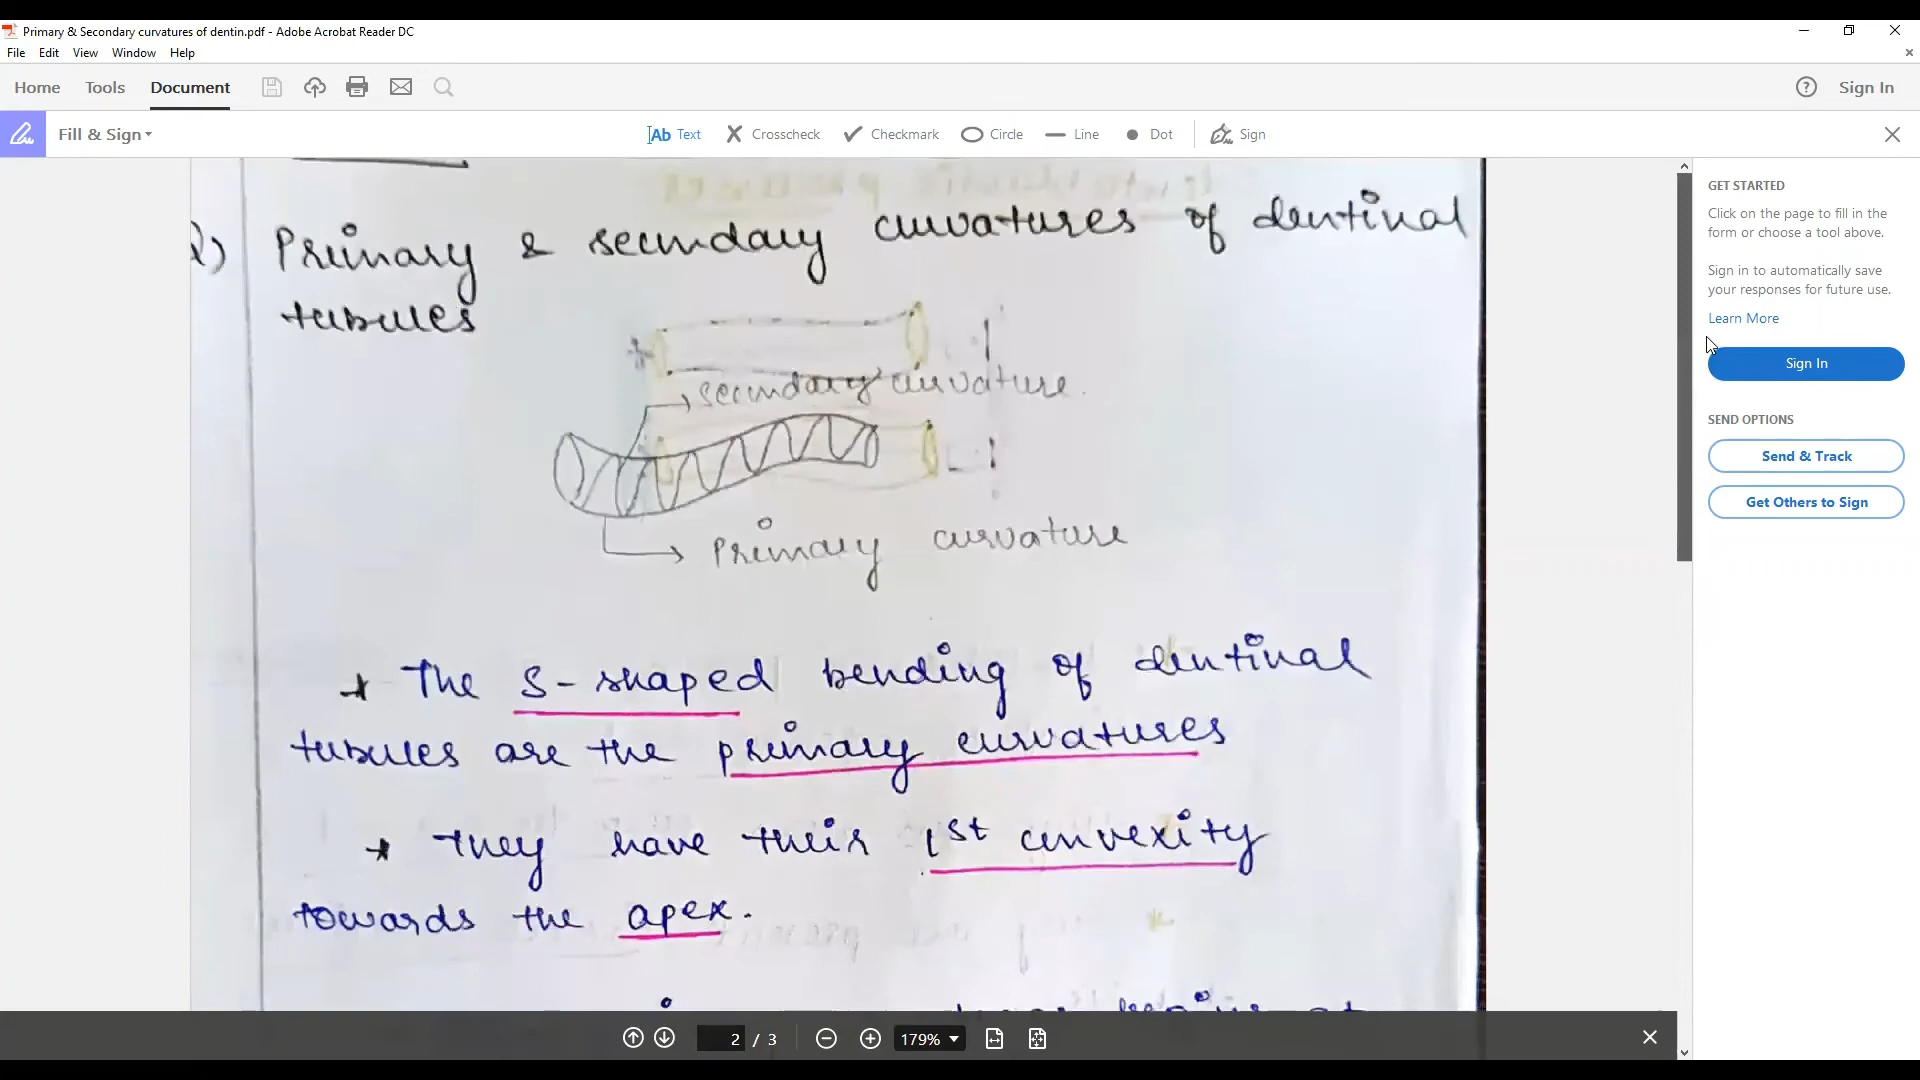 Primary & Secondary curvatures of dentin.pdf - Adobe Acrobat Reader DC
File Edit View Window Help
Home Tools Document Sign In
Fill & Sign Ab Text Crosscheck Checkmark Circle Line Dot Sign
Primary & secondary curvatures of dentinal
tubules
secondary curvature.
Primary curvature
* The S-shaped bending of dentinal
tubules are the primary curvatures
* They have their 1st convexity
towards the apex.
GET STARTED
Click on the page to fill in the
form or choose a tool above.
Sign in to automatically save
your responses for future use.
Learn More
Sign In
SEND OPTIONS
Send & Track
Get Others to Sign
2 / 3 179%